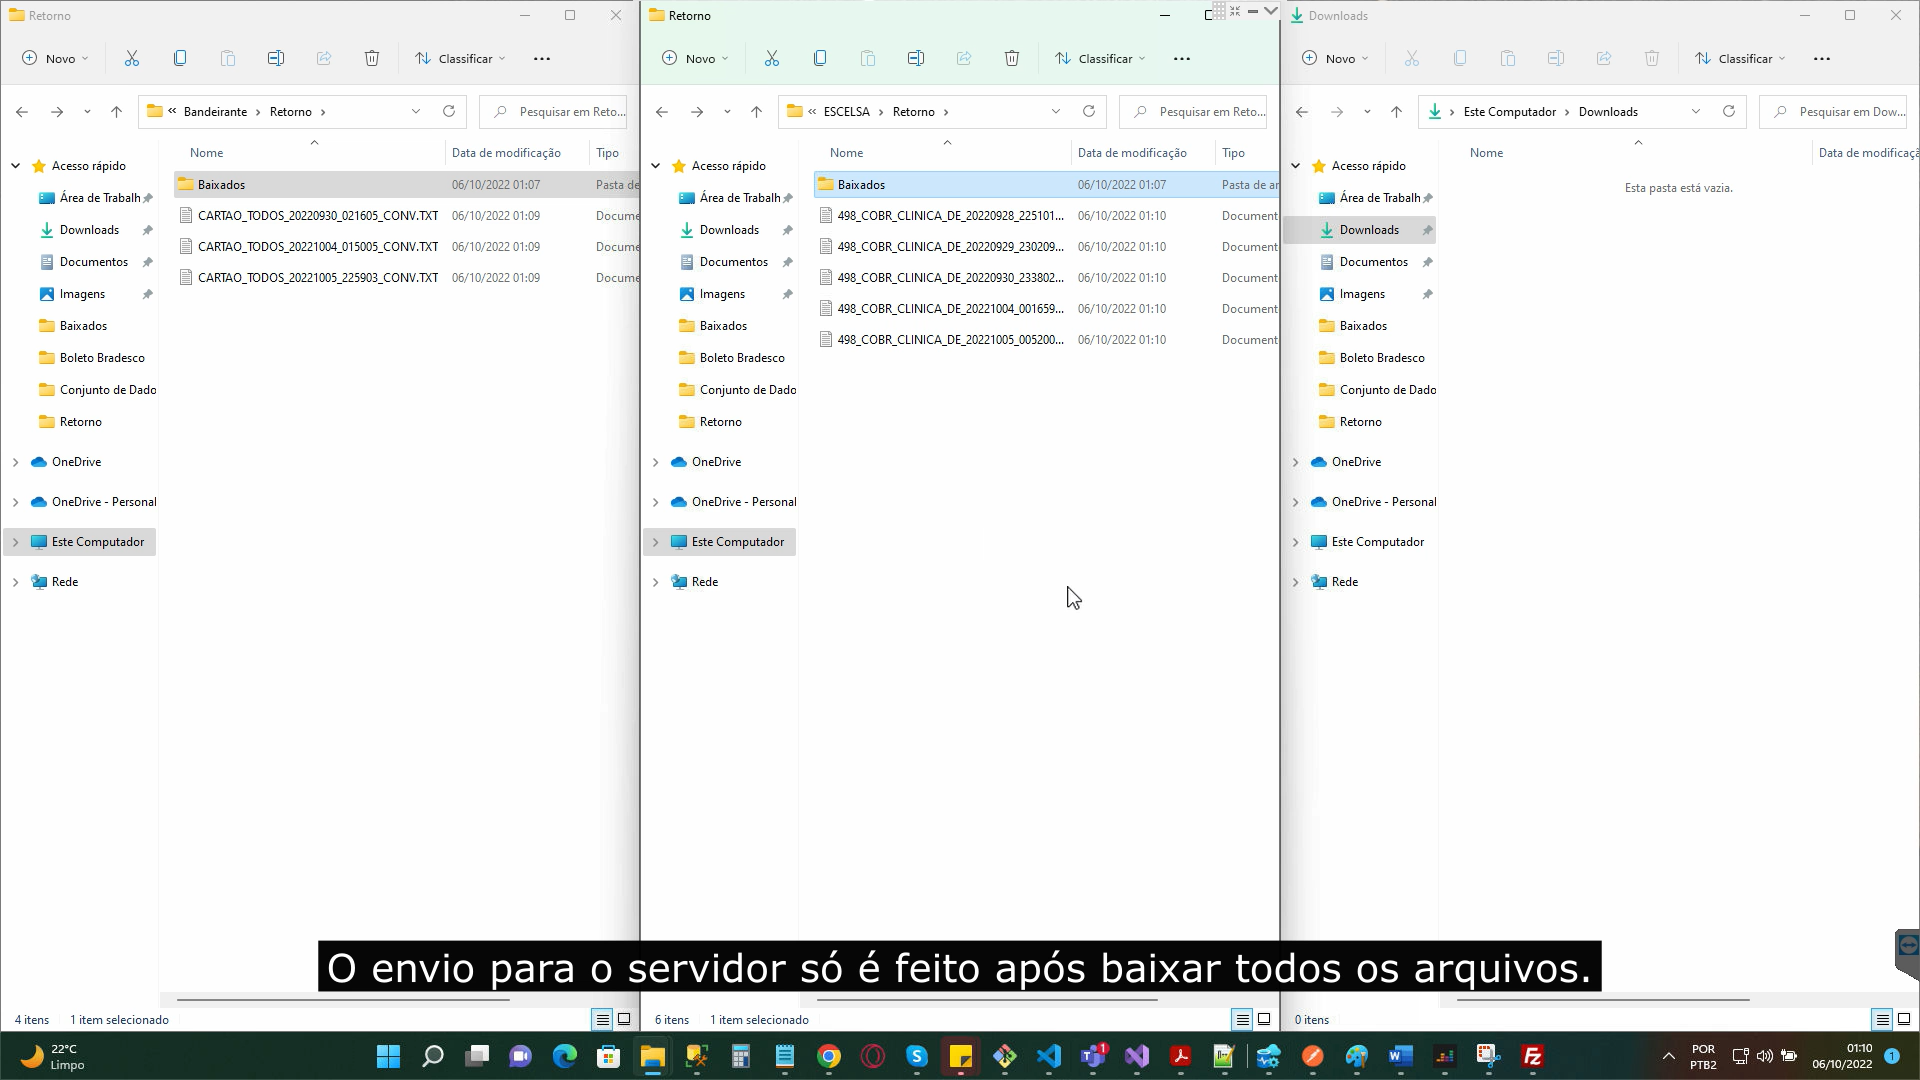 Retorno
Novo
Classificar
« Bandeirante > Retorno >
Pesquisar em Reto...
Acesso rápido
Área de Trabalh
Downloads
Documentos
Imagens
Baixados
Boleto Bradesco
Conjunto de Dado
Retorno
OneDrive
OneDrive - Personal
Este Computador
Rede
Nome Data de modificação Tipo
Baixados 06/10/2022 01:07 Pasta de
CARTAO_TODOS_20220930_021605_CONV.TXT 06/10/2022 01:09 Docume
CARTAO_TODOS_20221004_015005_CONV.TXT 06/10/2022 01:09 Docume
CARTAO_TODOS_20221005_225903_CONV.TXT 06/10/2022 01:09 Docume
4 itens 1 item selecionado
Retorno
Novo
Classificar
« ESCELSA > Retorno >
Pesquisar em Reto...
Acesso rápido
Área de Trabalh
Downloads
Documentos
Imagens
Baixados
Boleto Bradesco
Conjunto de Dado
Retorno
OneDrive
OneDrive - Personal
Este Computador
Rede
Nome Data de modificação Tipo
Baixados 06/10/2022 01:07 Pasta de ar
498_COBR_CLINICA_DE_20220928_225101... 06/10/2022 01:10 Document
498_COBR_CLINICA_DE_20220929_230209... 06/10/2022 01:10 Document
498_COBR_CLINICA_DE_20220930_233802... 06/10/2022 01:10 Document
498_COBR_CLINICA_DE_20221004_001659... 06/10/2022 01:10 Document
498_COBR_CLINICA_DE_20221005_005200... 06/10/2022 01:10 Document
6 itens 1 item selecionado
Downloads
Novo
Classificar
> Este Computador > Downloads
Pesquisar em Dow...
Acesso rápido
Área de Trabalh
Downloads
Documentos
Imagens
Baixados
Boleto Bradesco
Conjunto de Dado
Retorno
OneDrive
OneDrive - Personal
Este Computador
Rede
Nome Data de modificaçã
Esta pasta está vazia.
0 itens
O envio para o servidor só é feito após baixar todos os arquivos.
22°C
Limpo
POR
PTB2
01:10
06/10/2022
1